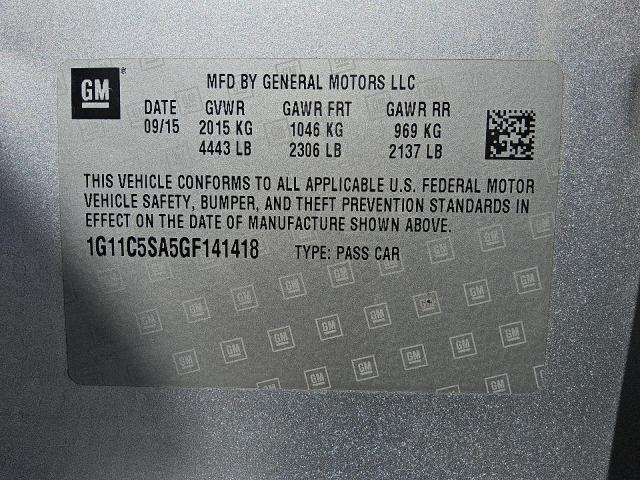 GM
MFD BY GENERAL MOTORS LLC
DATE GVWR GAWR FRT GAWR RR
09/15 2015 KG 1046 KG 969 KG
4443 LB 2306 LB 2137 LB
THIS VEHICLE CONFORMS TO ALL APPLICABLE U.S. FEDERAL MOTOR
VEHICLE SAFETY, BUMPER, AND THEFT PREVENTION STANDARDS IN
EFFECT ON THE DATE OF MANUFACTURE SHOWN ABOVE.
1G11C5SA5GF141418 TYPE: PASS CAR